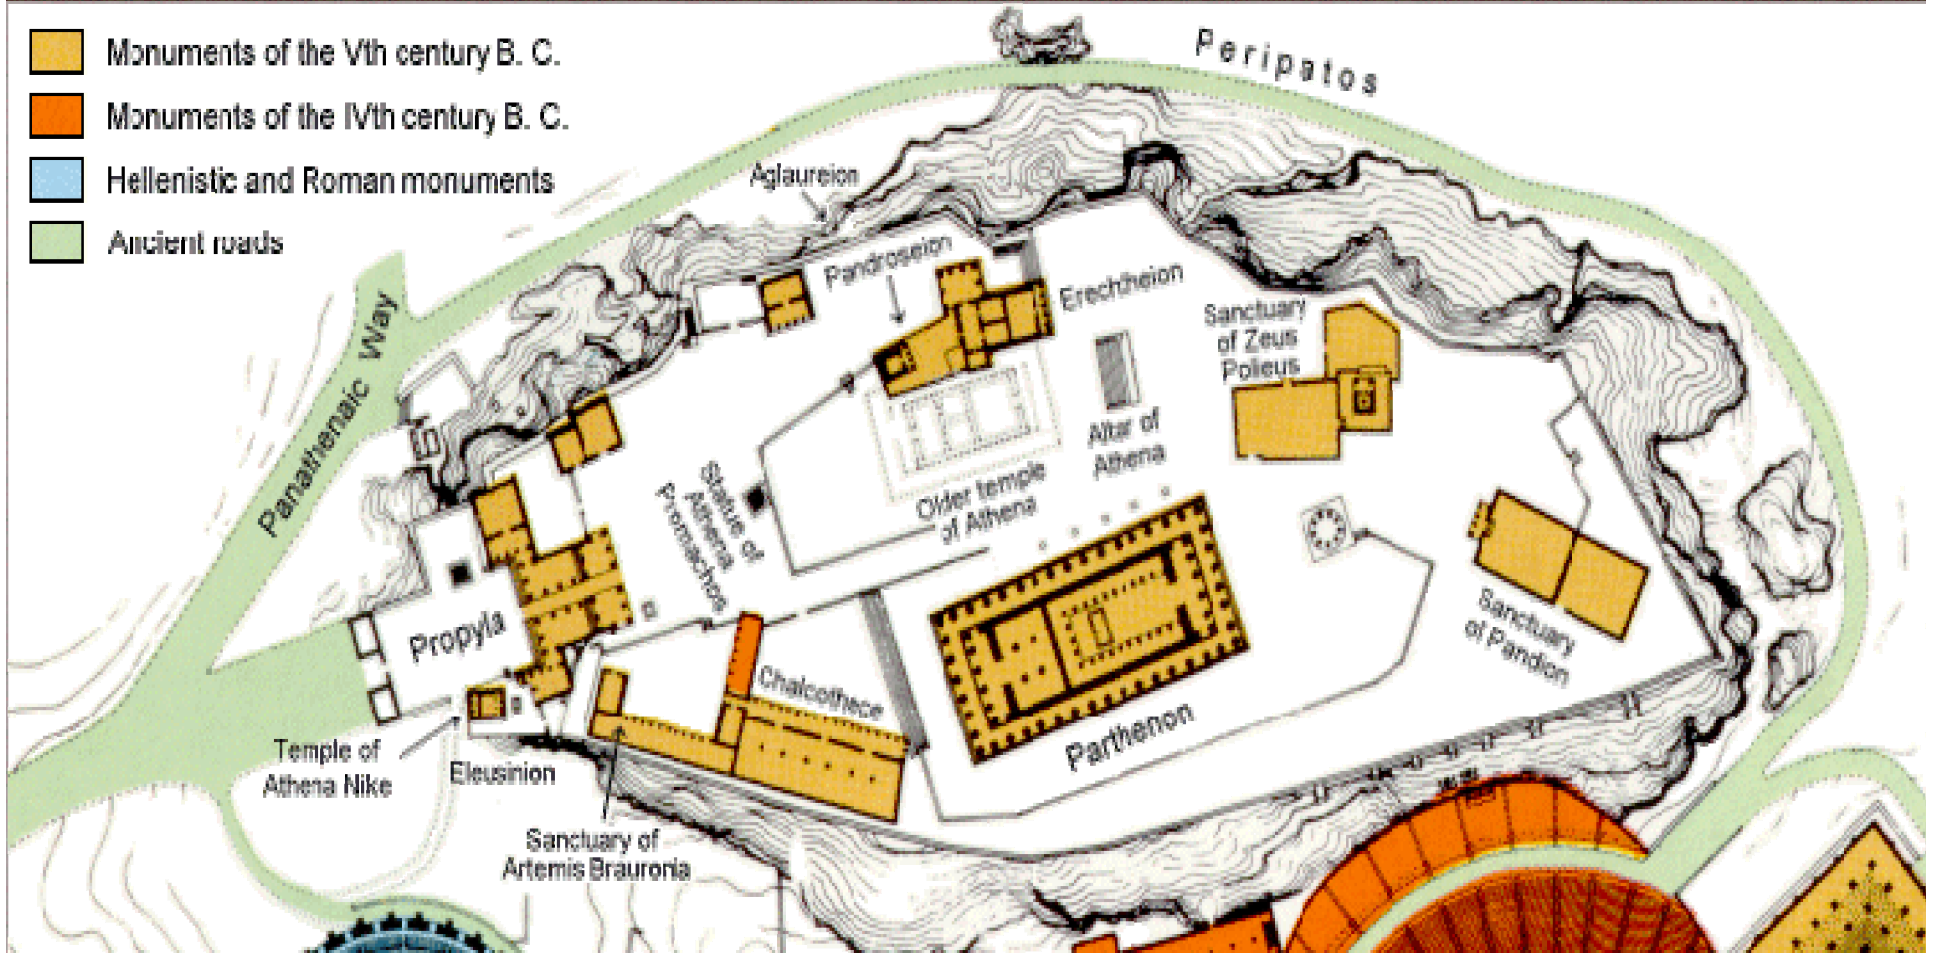 Monuments of the Vth century B. C.
Monuments of the IVth century B. C.
Hellenistic and Roman monuments
Ancient roads
Peripatos
Aglaureion
Pandroseion
Erechtheion
Sanctuary
of Zeus
Polieus
Panathenaic Way
Altar of
Athena
Older temple
of Athena
Statue of
Athena
Promachos
Propyla
Sanctuary
of Pandion
Chalcothece
Parthenon
Temple of
Athena Nike
Eleusinion
Sanctuary of
Artemis Brauronia